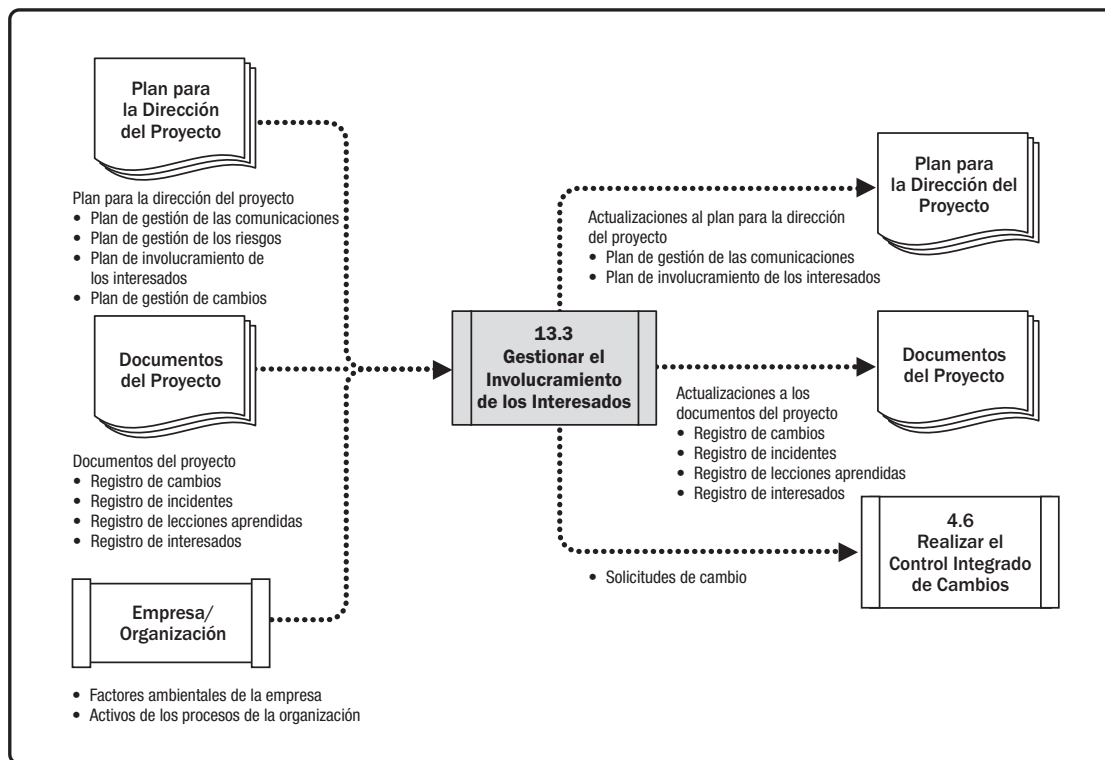 Plan para
la Dirección
del Proyecto
Plan para la dirección del proyecto
• Plan de gestión de las comunicaciones
• Plan de gestión de los riesgos
• Plan de involucramiento de
los interesados
• Plan de gestión de cambios
Documentos
del Proyecto
Documentos del proyecto
• Registro de cambios
• Registro de incidentes
• Registro de lecciones aprendidas
• Registro de interesados
Empresa/
Organización
• Factores ambientales de la empresa
• Activos de los procesos de la organización
13.3
Gestionar el
Involucramiento
de los Interesados
Actualizaciones al plan para la dirección
del proyecto
• Plan de gestión de las comunicaciones
• Plan de involucramiento de los interesados
Plan para
la Dirección del
Proyecto
Actualizaciones a los
documentos del proyecto
• Registro de cambios
• Registro de incidentes
• Registro de lecciones aprendidas
• Registro de interesados
Documentos
del Proyecto
• Solicitudes de cambio
4.6
Realizar el
Control Integrado
de Cambios